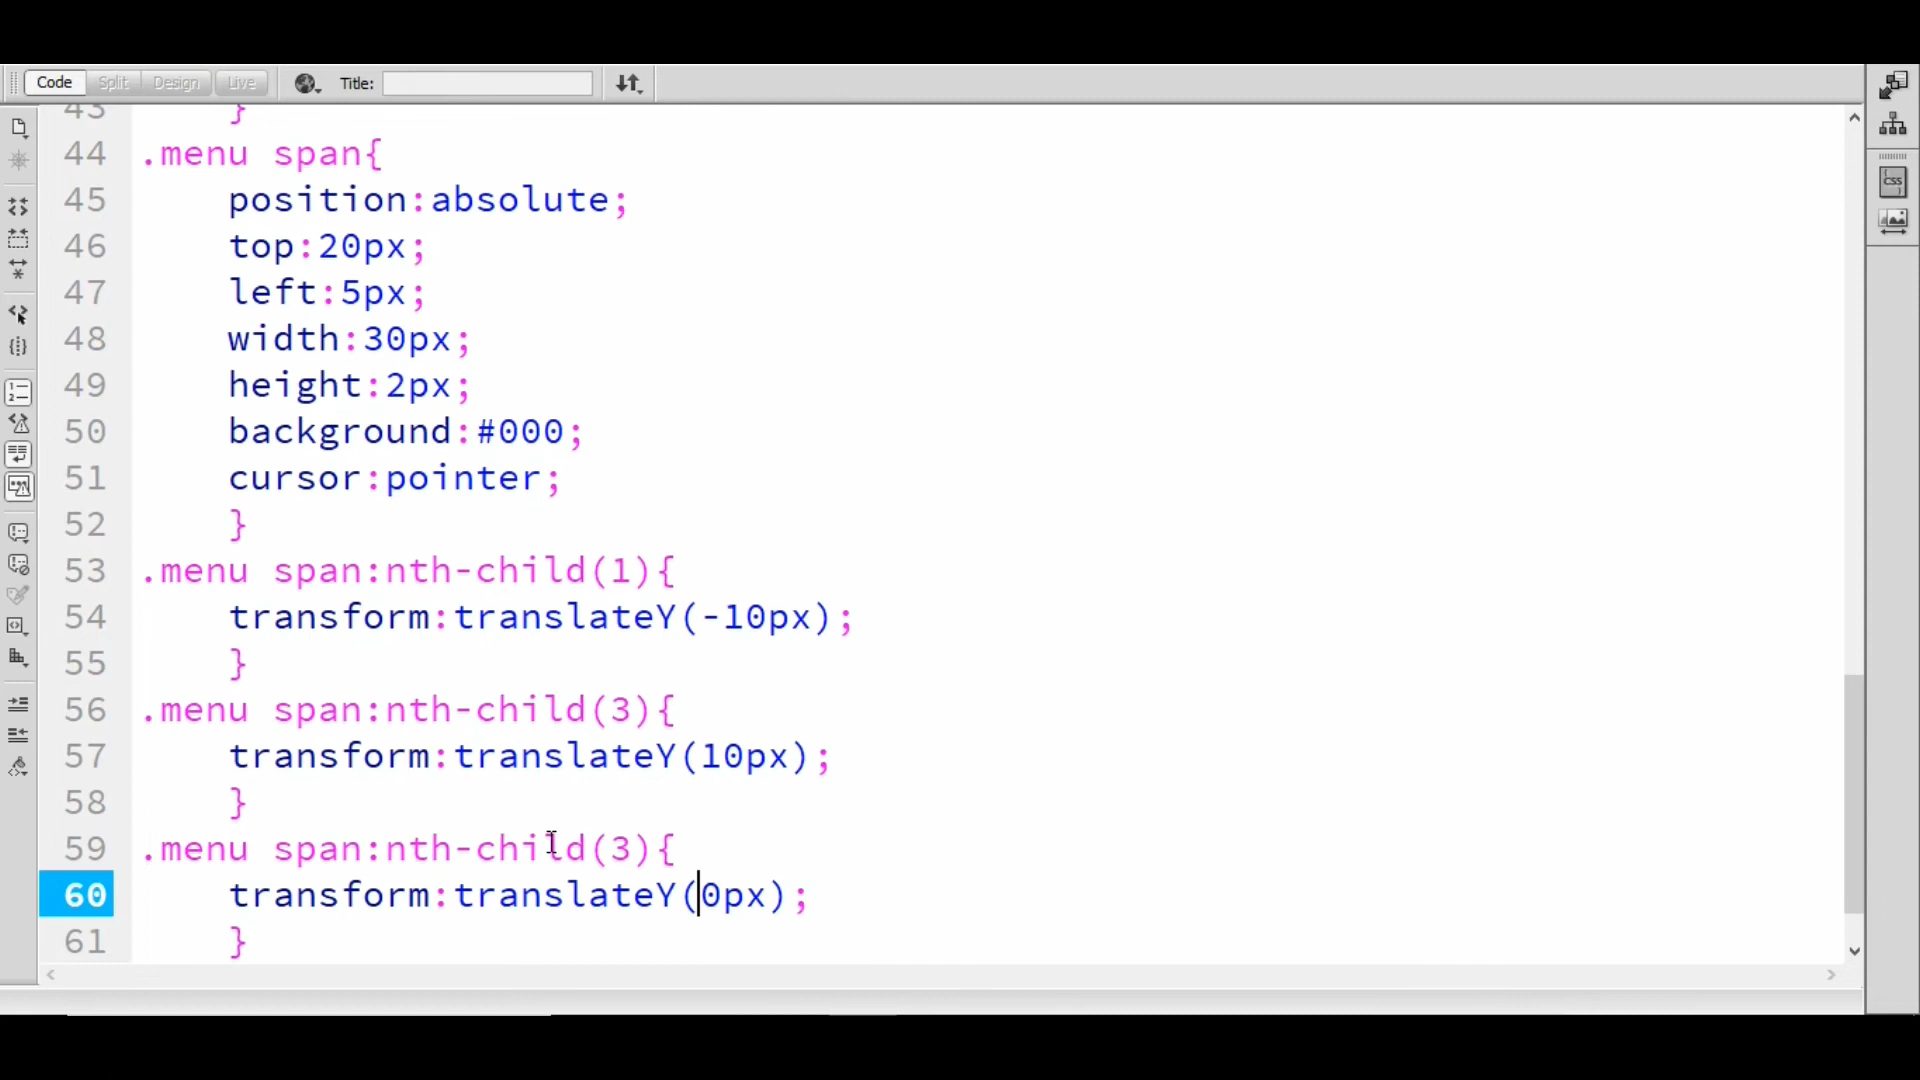 Code Split Design Live Title:
43 }
44 .menu span{
45 position:absolute;
46 top:20px;
47 left:5px;
48 width:30px;
49 height:2px;
50 background:#000;
51 cursor:pointer;
52 }
53 .menu span:nth-child(1){
54 transform:translateY(-10px);
55 }
56 .menu span:nth-child(3){
57 transform:translateY(10px);
58 }
59 .menu span:nth-child(3){
60 transform:translateY(0px);
61 }
CSS